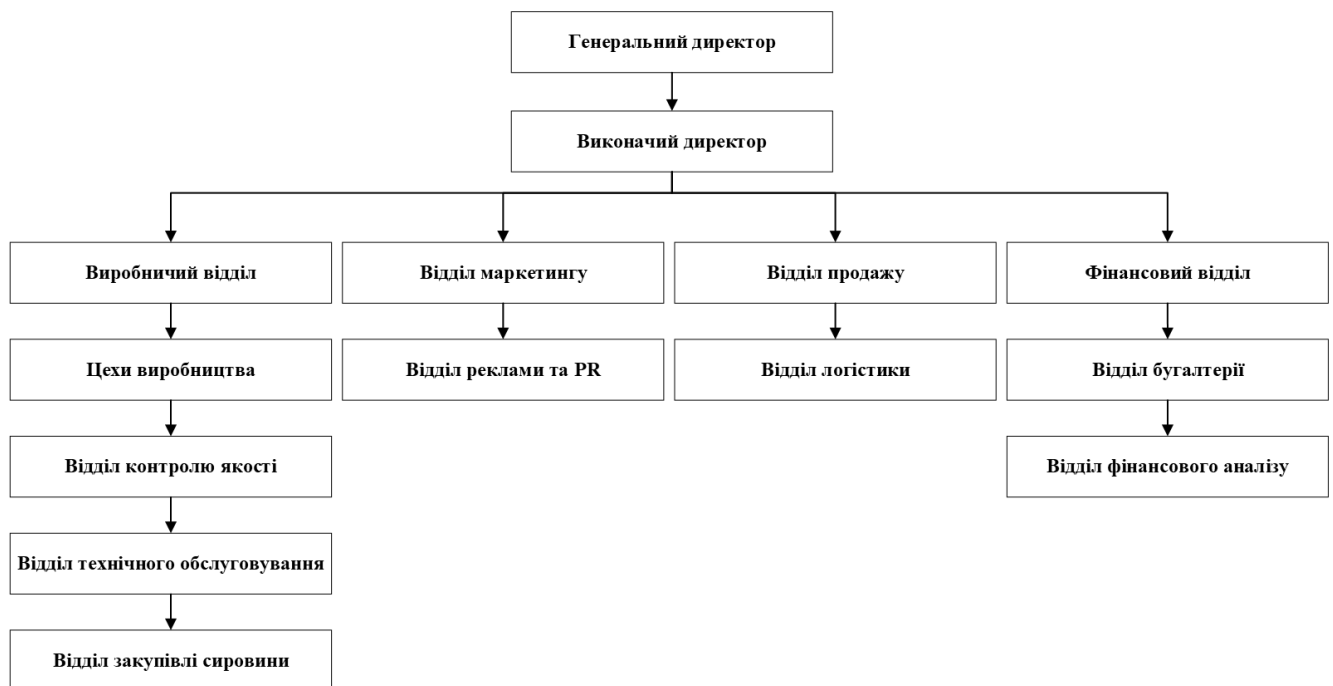 Генеральний директор
Виконачий директор
Виробничий відділ
Відділ маркетингу
Відділ продажу
Фінансовий відділ
Цехи виробництва
Відділ реклами та PR
Відділ логістики
Відділ бугалтерії
Відділ контролю якості
Відділ фінансового аналізу
Відділ технічного обслуговування
Відділ закупівлі сировини